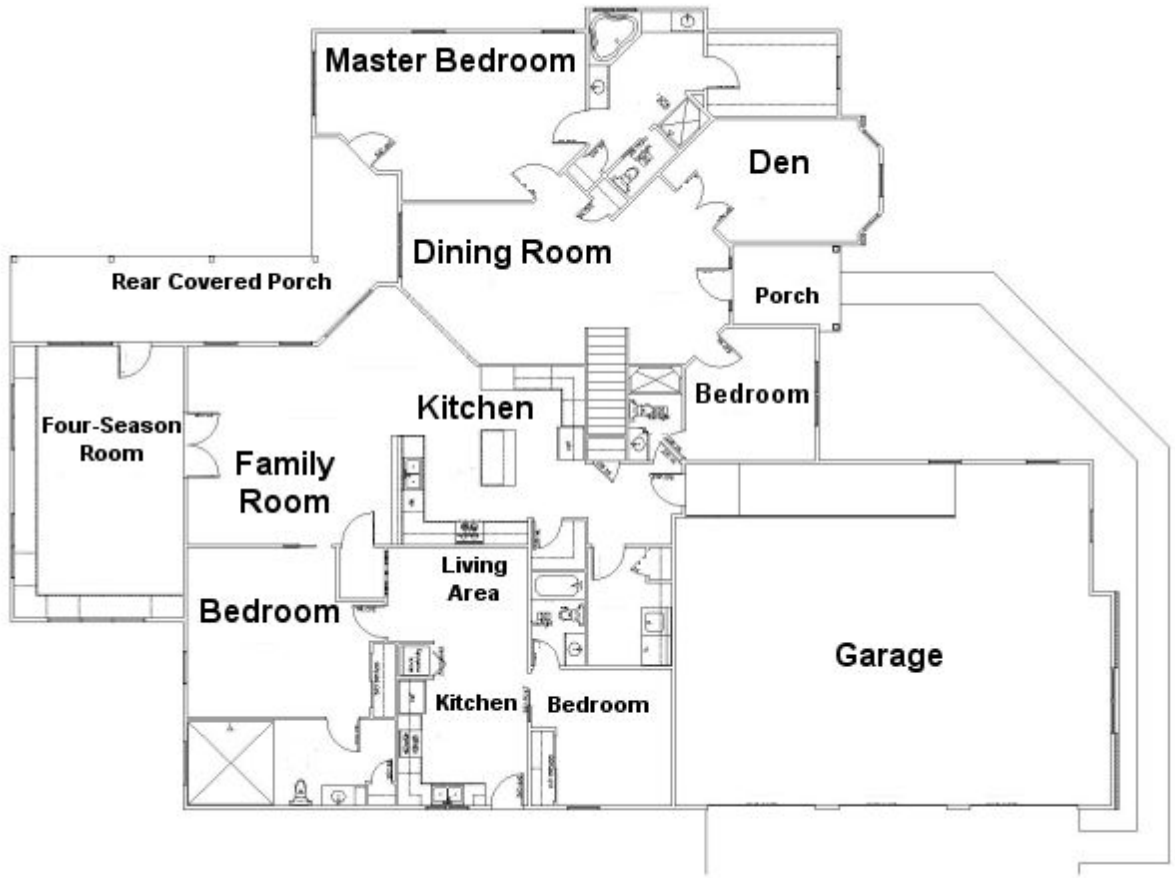 Master Bedroom
Den
Dining Room
Rear Covered Porch
Porch
Bedroom
Kitchen
Four-Season
Room
Family
Room
Living
Area
Bedroom
Garage
Kitchen
Bedroom